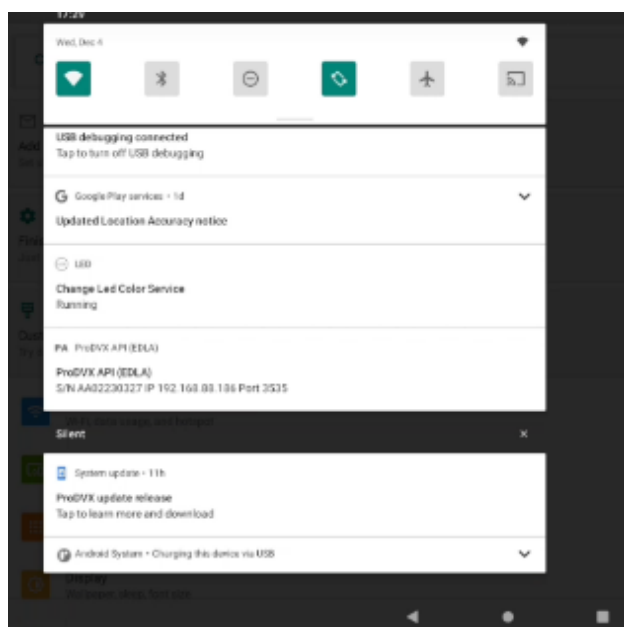 17:29
Wed, Dec 4
USB debugging connected
Tap to turn off USB debugging
Google Play services • 1d
Updated Location Accuracy notice
LED
Change Led Color Service
Running
PA ProDVX API (EDLA)
ProDVX API (EDLA)
S/N AA02230327 IP 192.168.88.186 Port 3535
Silent
System update • 11h
ProDVX update release
Tap to learn more and download
Android System • Charging this device via USB
Display